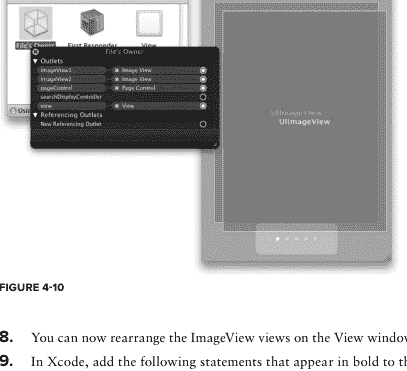 File's Owner
First Responder
View
File's Owner
Outlets
imageView1
Image View
imageView2
Image View
pageControl
Page Control
searchDisplayController
view
View
Referencing Outlets
New Referencing Outlet
UIImageView
UIImageView
FIGURE 4-10
8. You can now rearrange the ImageView views on the View window
9. In Xcode, add the following statements that appear in bold to